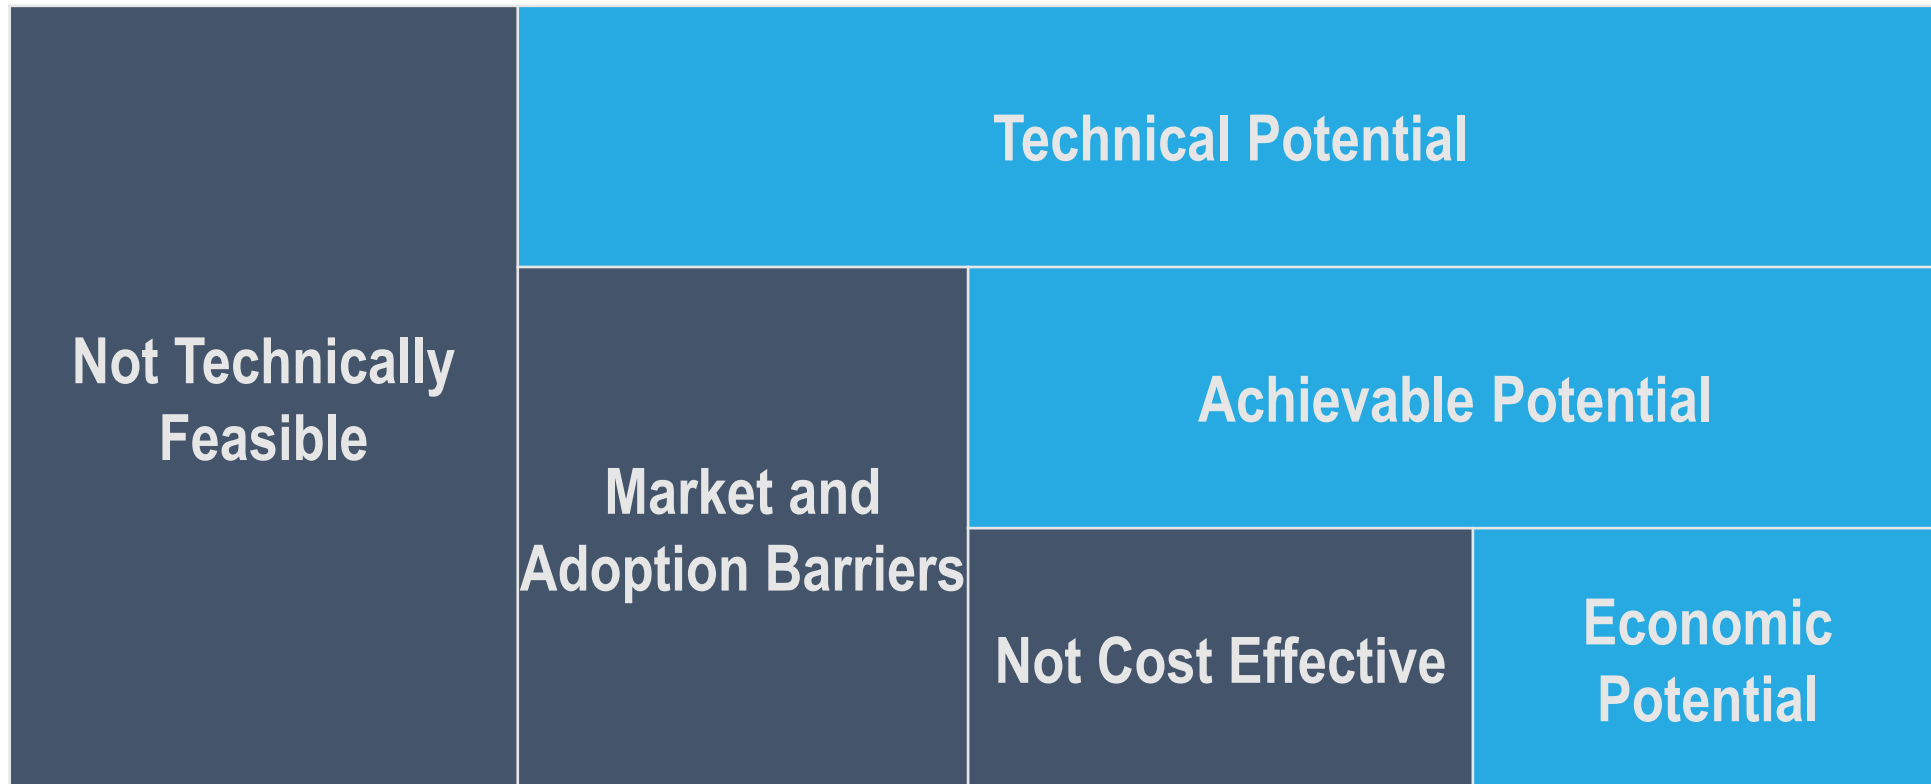 Technical Potential
Not Technically
Feasible
Achievable Potential
Market and
Adoption Barriers
Not Cost Effective
Economic
Potential